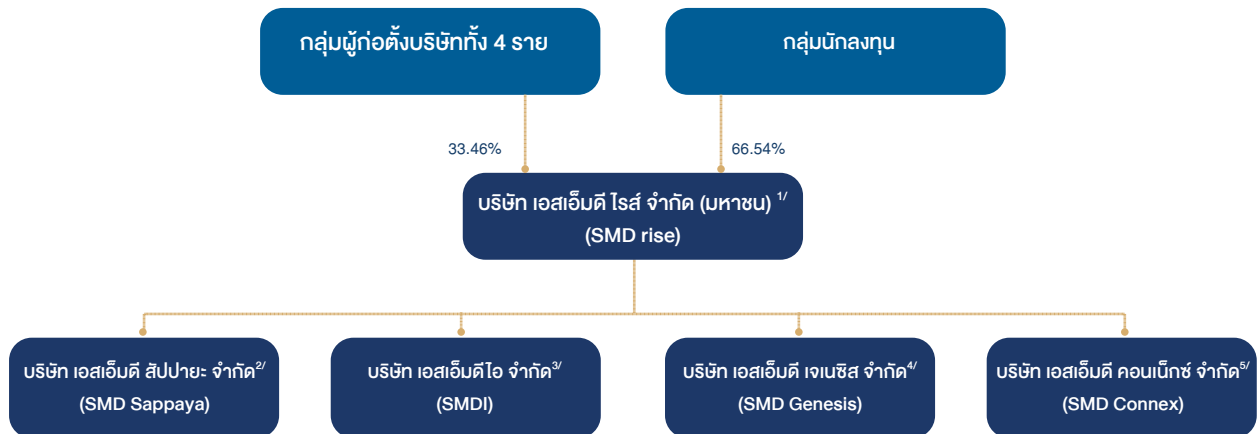 กลุ่มผู้ก่อตั้งบริษัททั้ง 4 ราย
กลุ่มนักลงทุน
33.46%
66.54%
บริษัท เอสเอ็มดี ไรส์ จำกัด (มหาชน) 1/
(SMD rise)
บริษัท เอสเอ็มดี สัปปายะ จำกัด2/
(SMD Sappaya)
บริษัท เอสเอ็มดีไอ จำกัด3/
(SMDI)
บริษัท เอสเอ็มดี เจเนซิส จำกัด4/
(SMD Genesis)
บริษัท เอสเอ็มดี คอนเน็กซ์ จำกัด5/
(SMD Connex)